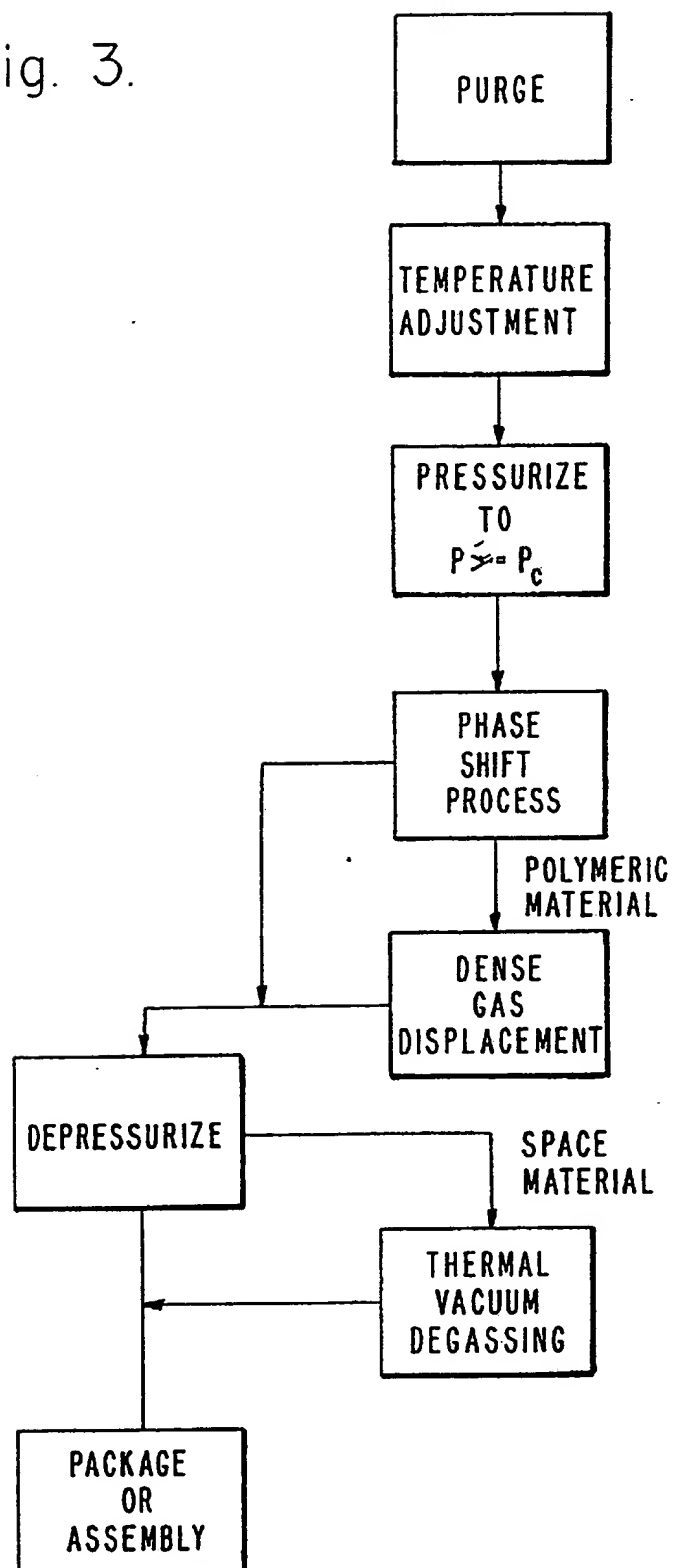 ig. 3.
PURGE
TEMPERATURE
ADJUSTMENT
PRESSURIZE
TO
P >= Pc
PHASE
SHIFT
PROCESS
POLYMERIC
MATERIAL
DENSE
GAS
DISPLACEMENT
DEPRESSURIZE
SPACE
MATERIAL
THERMAL
VACUUM
DEGASSING
PACKAGE
OR
ASSEMBLY